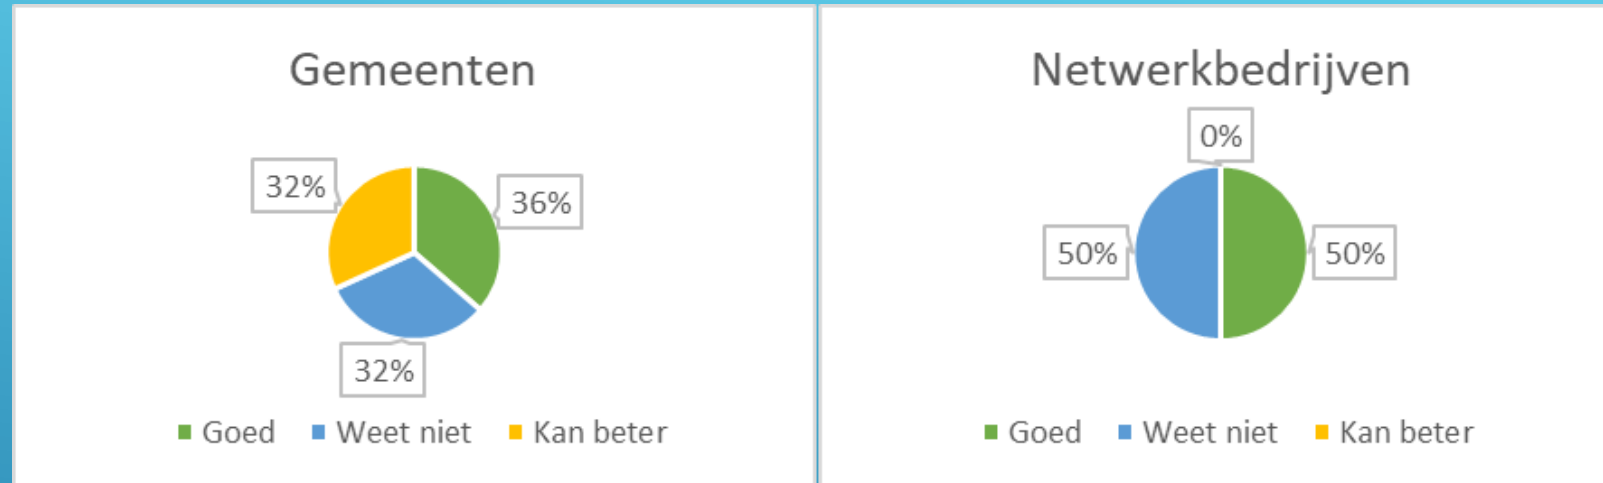 Gemeenten
32%
36%
32%
Goed Weet niet Kan beter
Netwerkbedrijven
0%
50%
50%
Goed Weet niet Kan beter